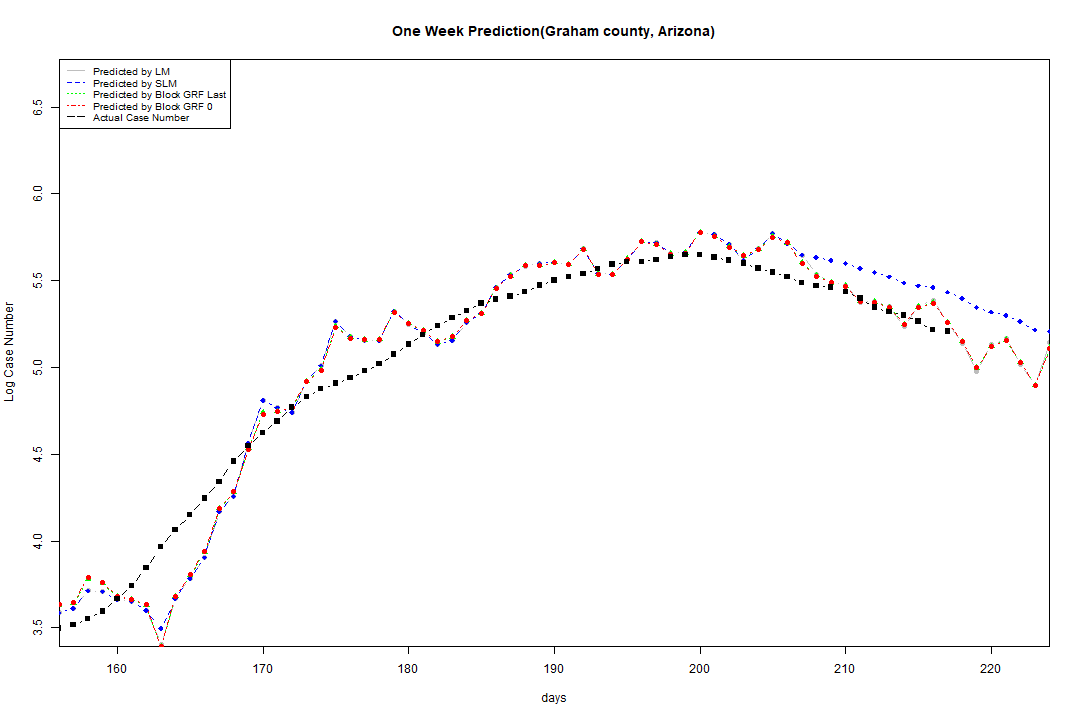 One Week Prediction(Graham county, Arizona)
Predicted by LM
Predicted by SLM
Predicted by Block GRF Last
Predicted by Block GRF 0
Actual Case Number
6.5
6.0
5.5
5.0
4.5
4.0
3.5
Log Case Number
160 170 180 190 200 210 220
days